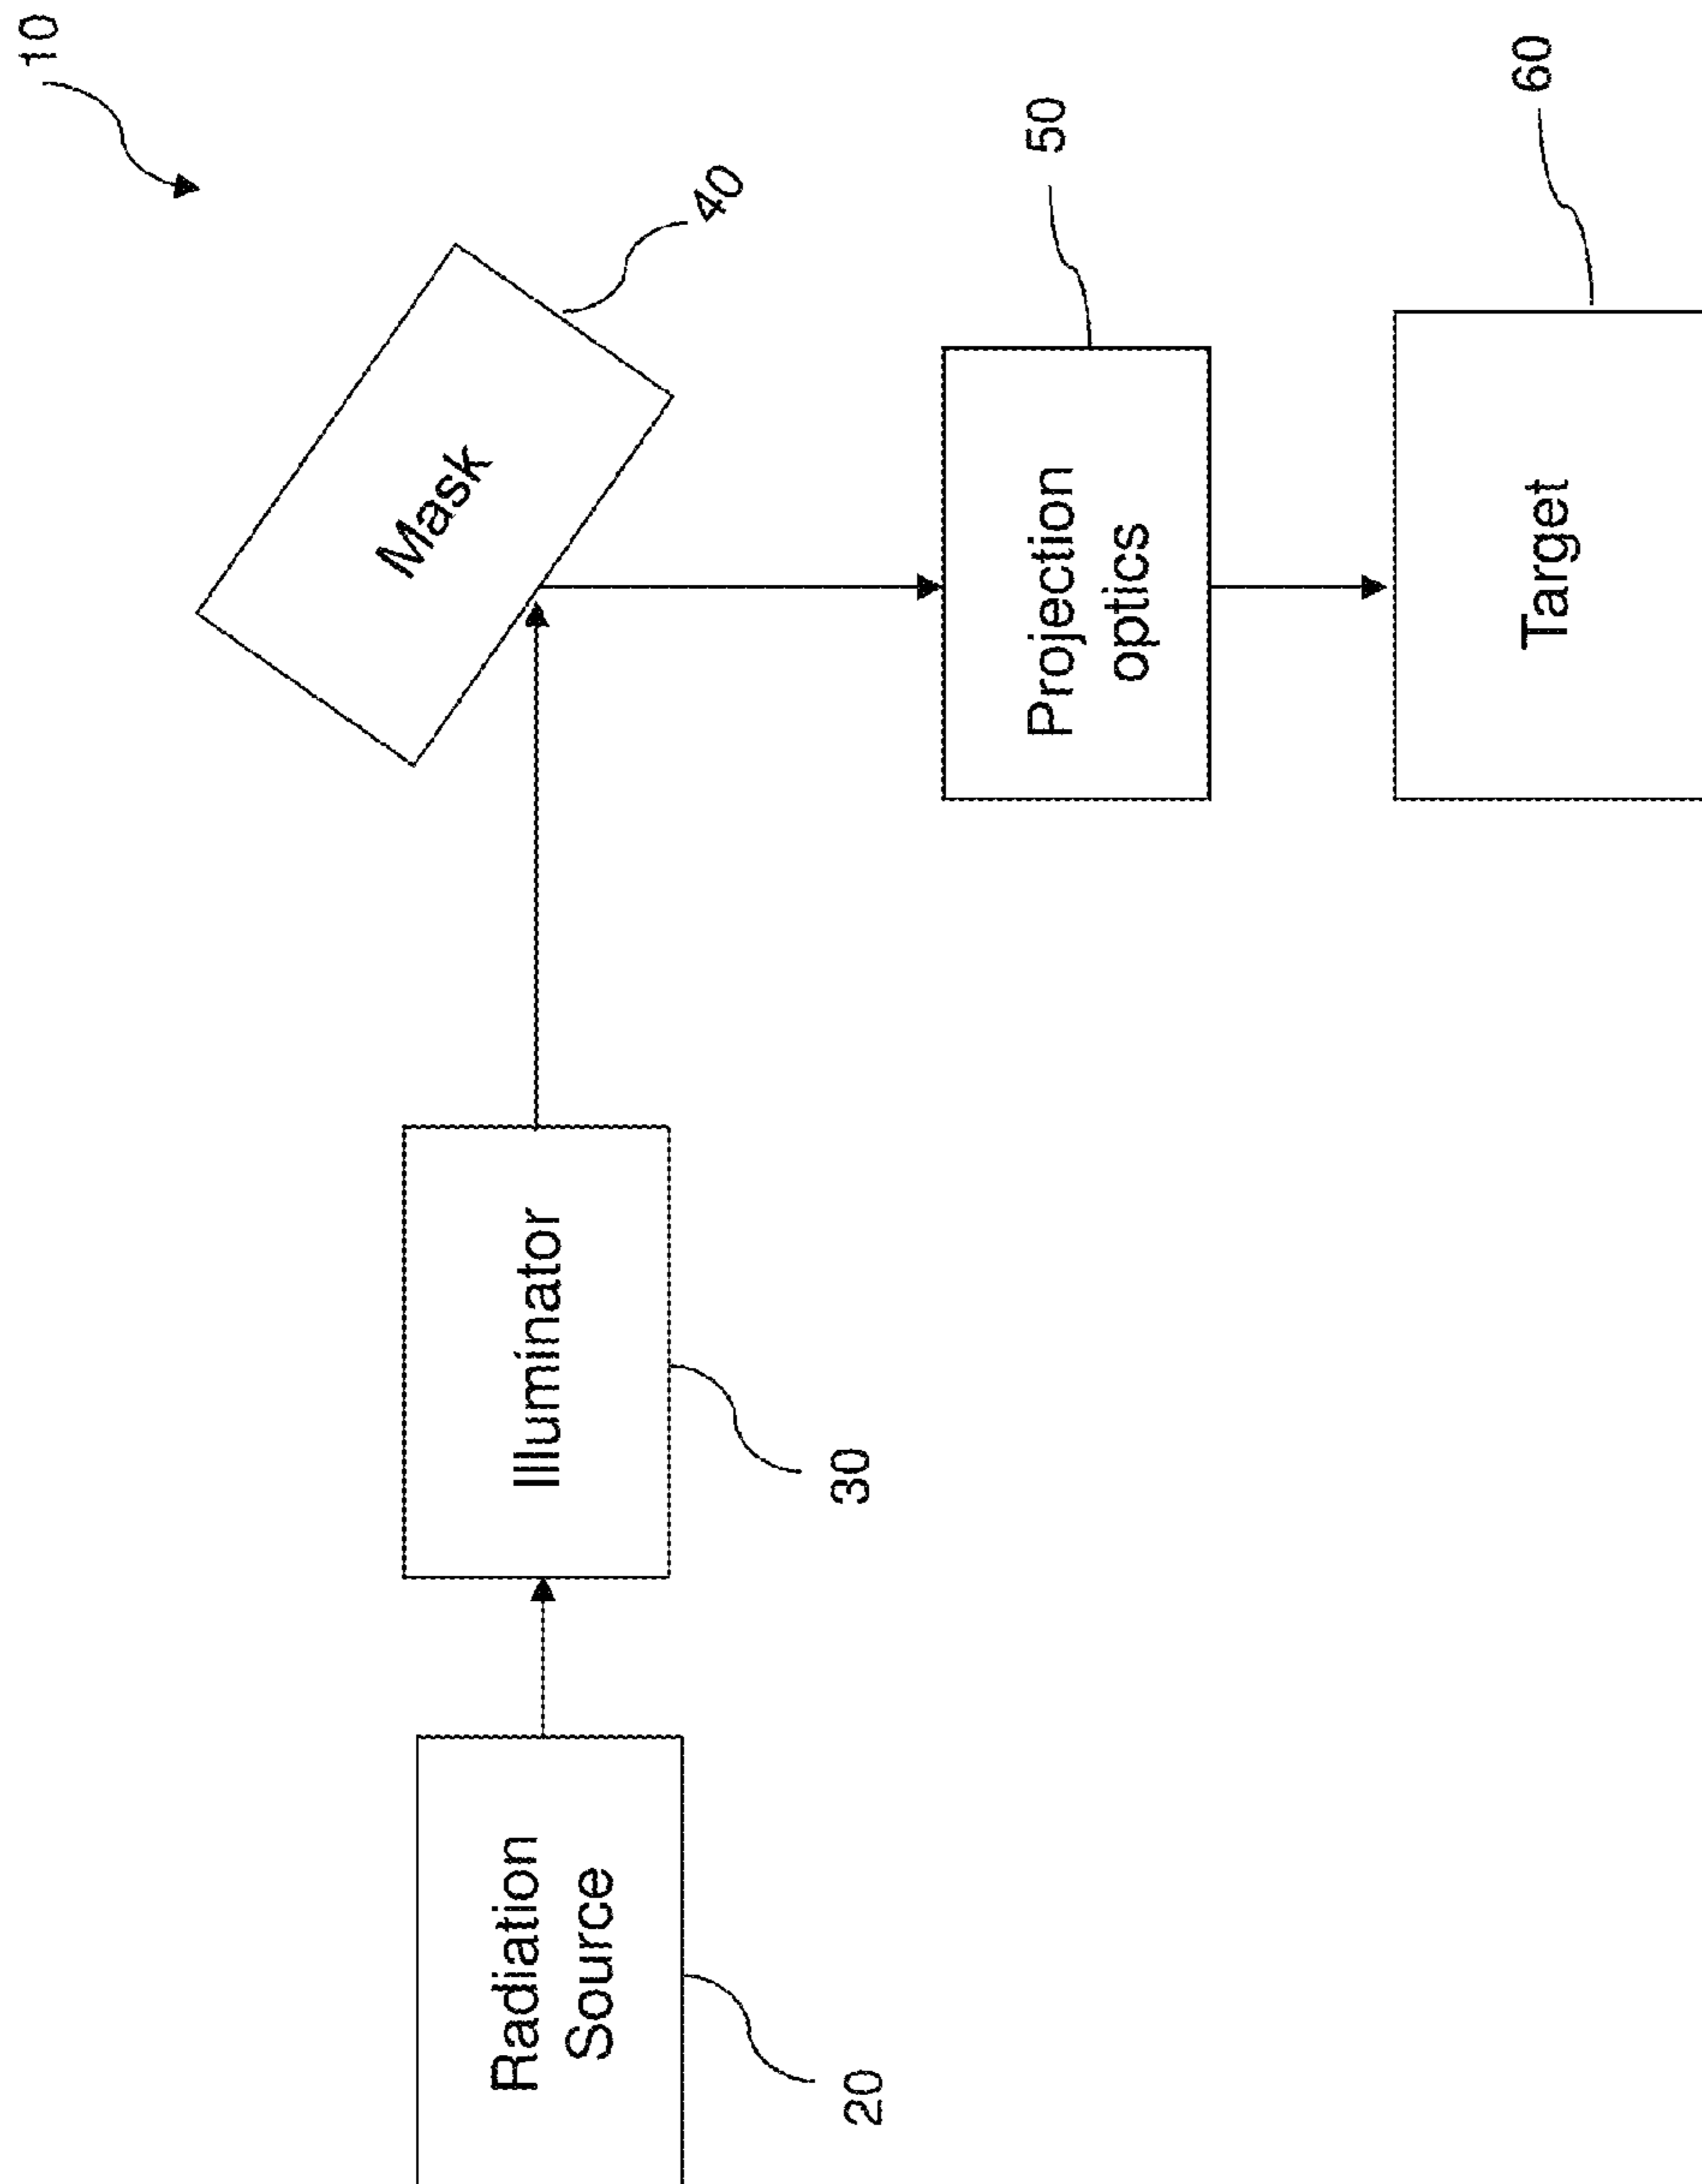 10
Radiation
Source
20
Illuminator
30
Mask
40
Projection
optics
50
Target
60